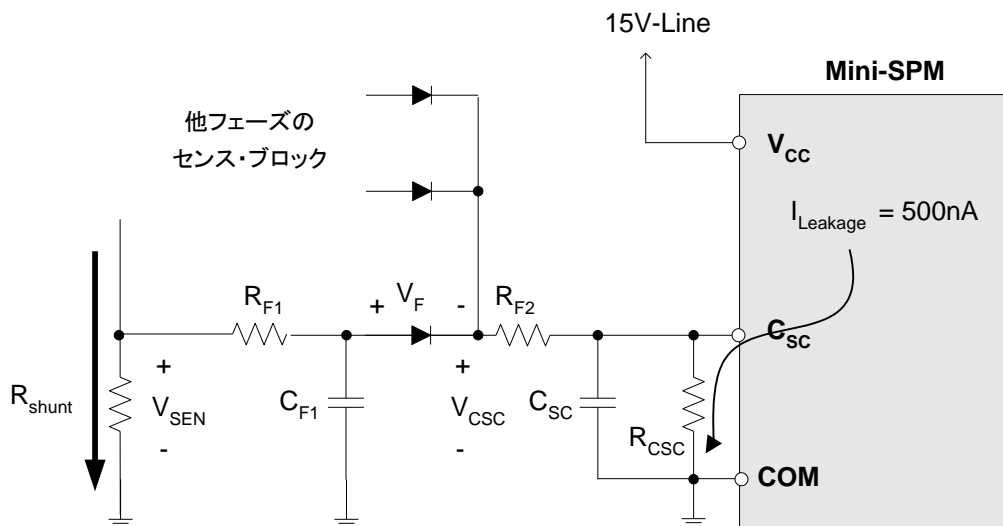 15V-Line
Mini-SPM
他フェーズの
センス・ブロック
VCC
ILeakage = 500nA
RF1
+ VF -
RF2
CSC
Rshunt
+
VSEN
-
CF1
+
VCSC
-
CSC
RCSC
COM